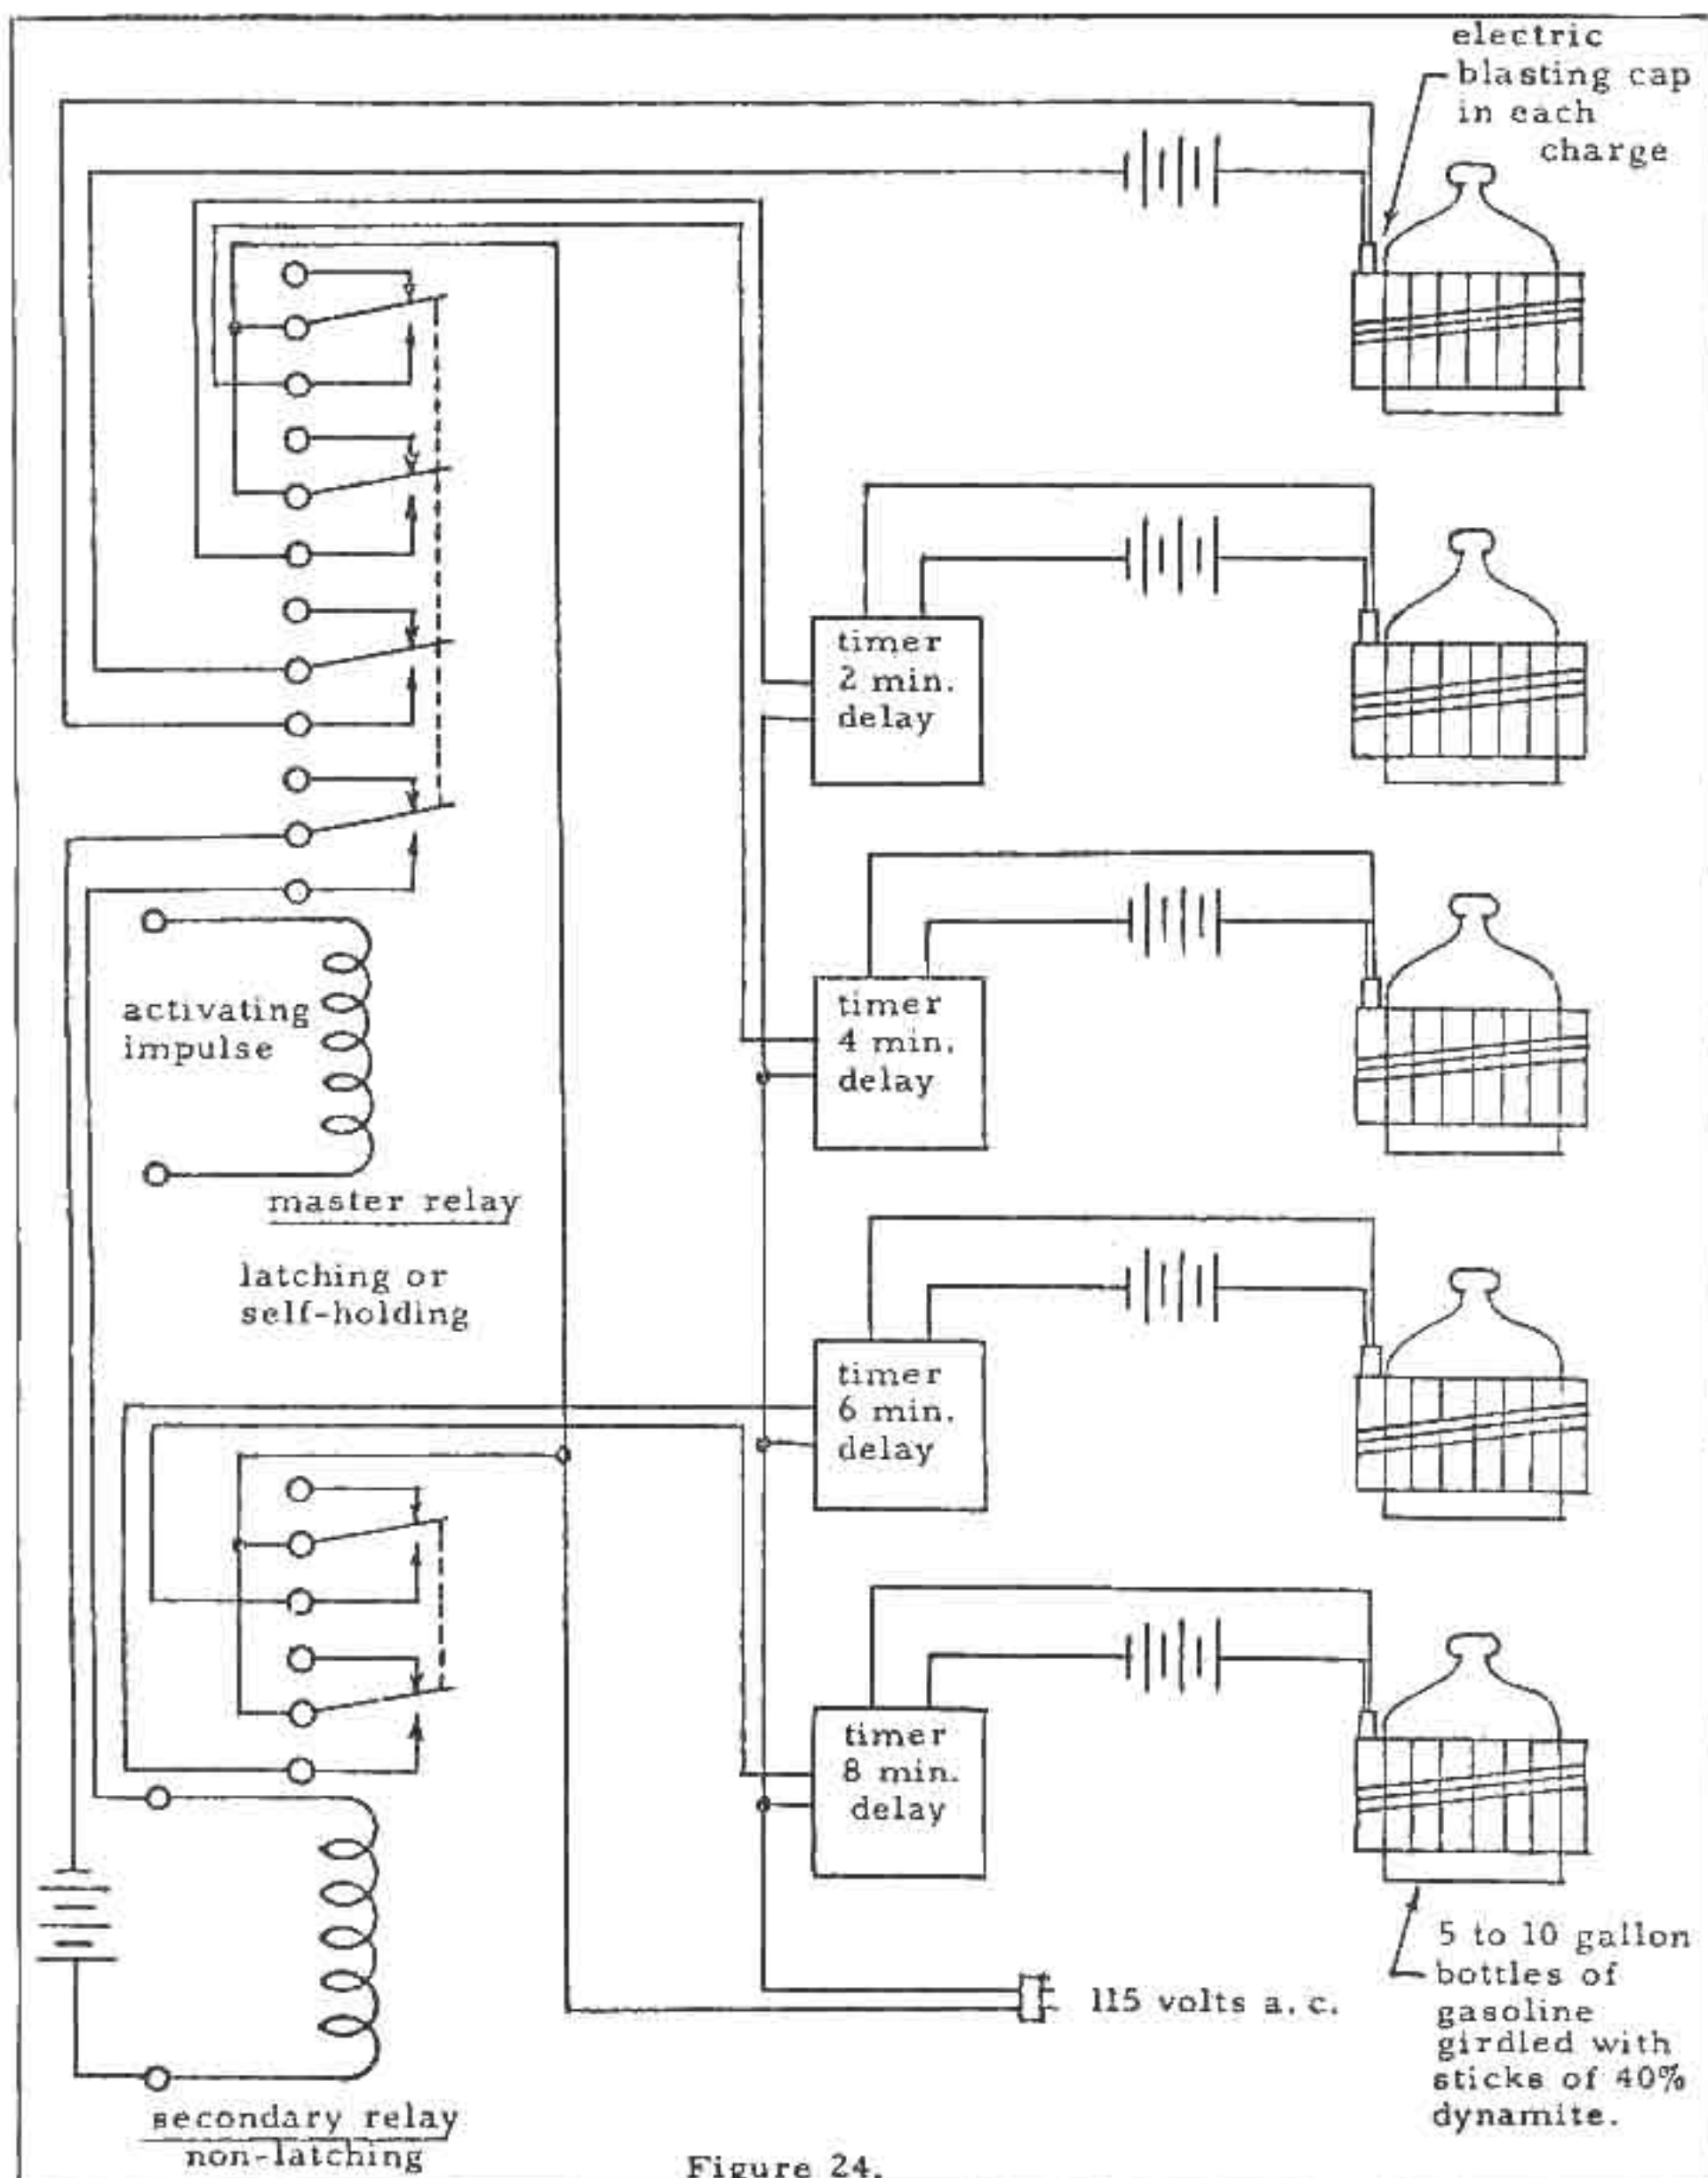 electric
blasting cap
in each
charge
timer
2 min.
delay
activating
impulse
timer
4 min.
delay
master relay
latching or
self-holding
timer
6 min.
delay
timer
8 min.
delay
5 to 10 gallon
bottles of
gasoline
girdled with
sticks of 40%
dynamite.
115 volts a. c.
secondary relay
non-latching
Figure 24.